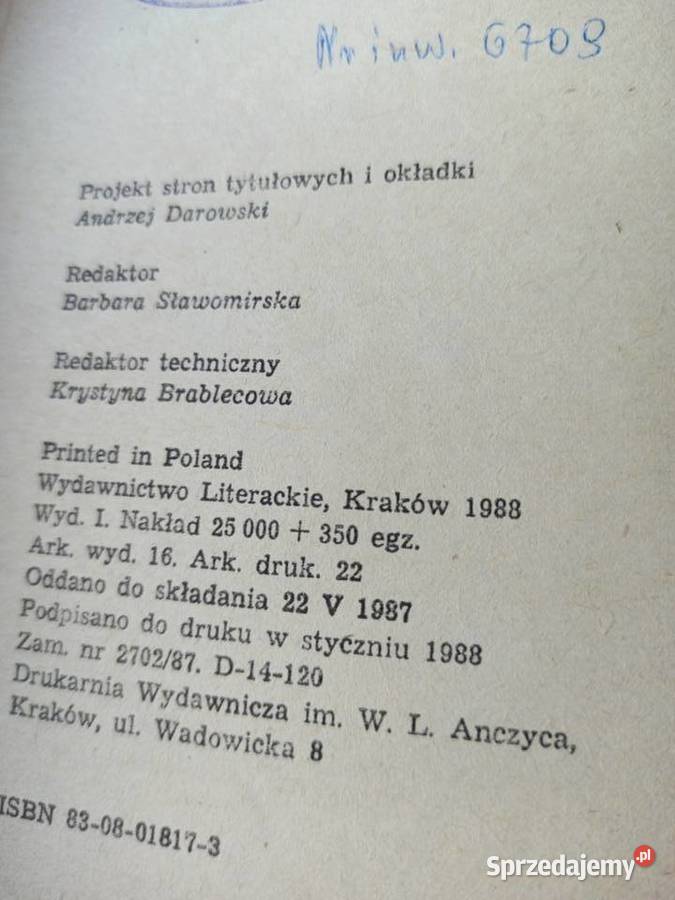 Nr inw. 6709
Projekt stron tytułowych i okładki
Andrzej Darowski
Redaktor
Barbara Sławomirska
Redaktor techniczny
Krystyna Brablecowa
Printed in Poland
Wydawnictwo Literackie, Kraków 1988
Wyd. I. Nakład 25 000 + 350 egz.
Ark. wyd. 16. Ark. druk. 22
Oddano do składania 22 V 1987
Podpisano do druku w styczniu 1988
Zam. nr 2702/87. D-14-120
Drukarnia Wydawnicza im. W. L. Anczyca,
Kraków, ul. Wadowicka 8
ISBN 83-08-01817-3
Sprzedajemy.pl